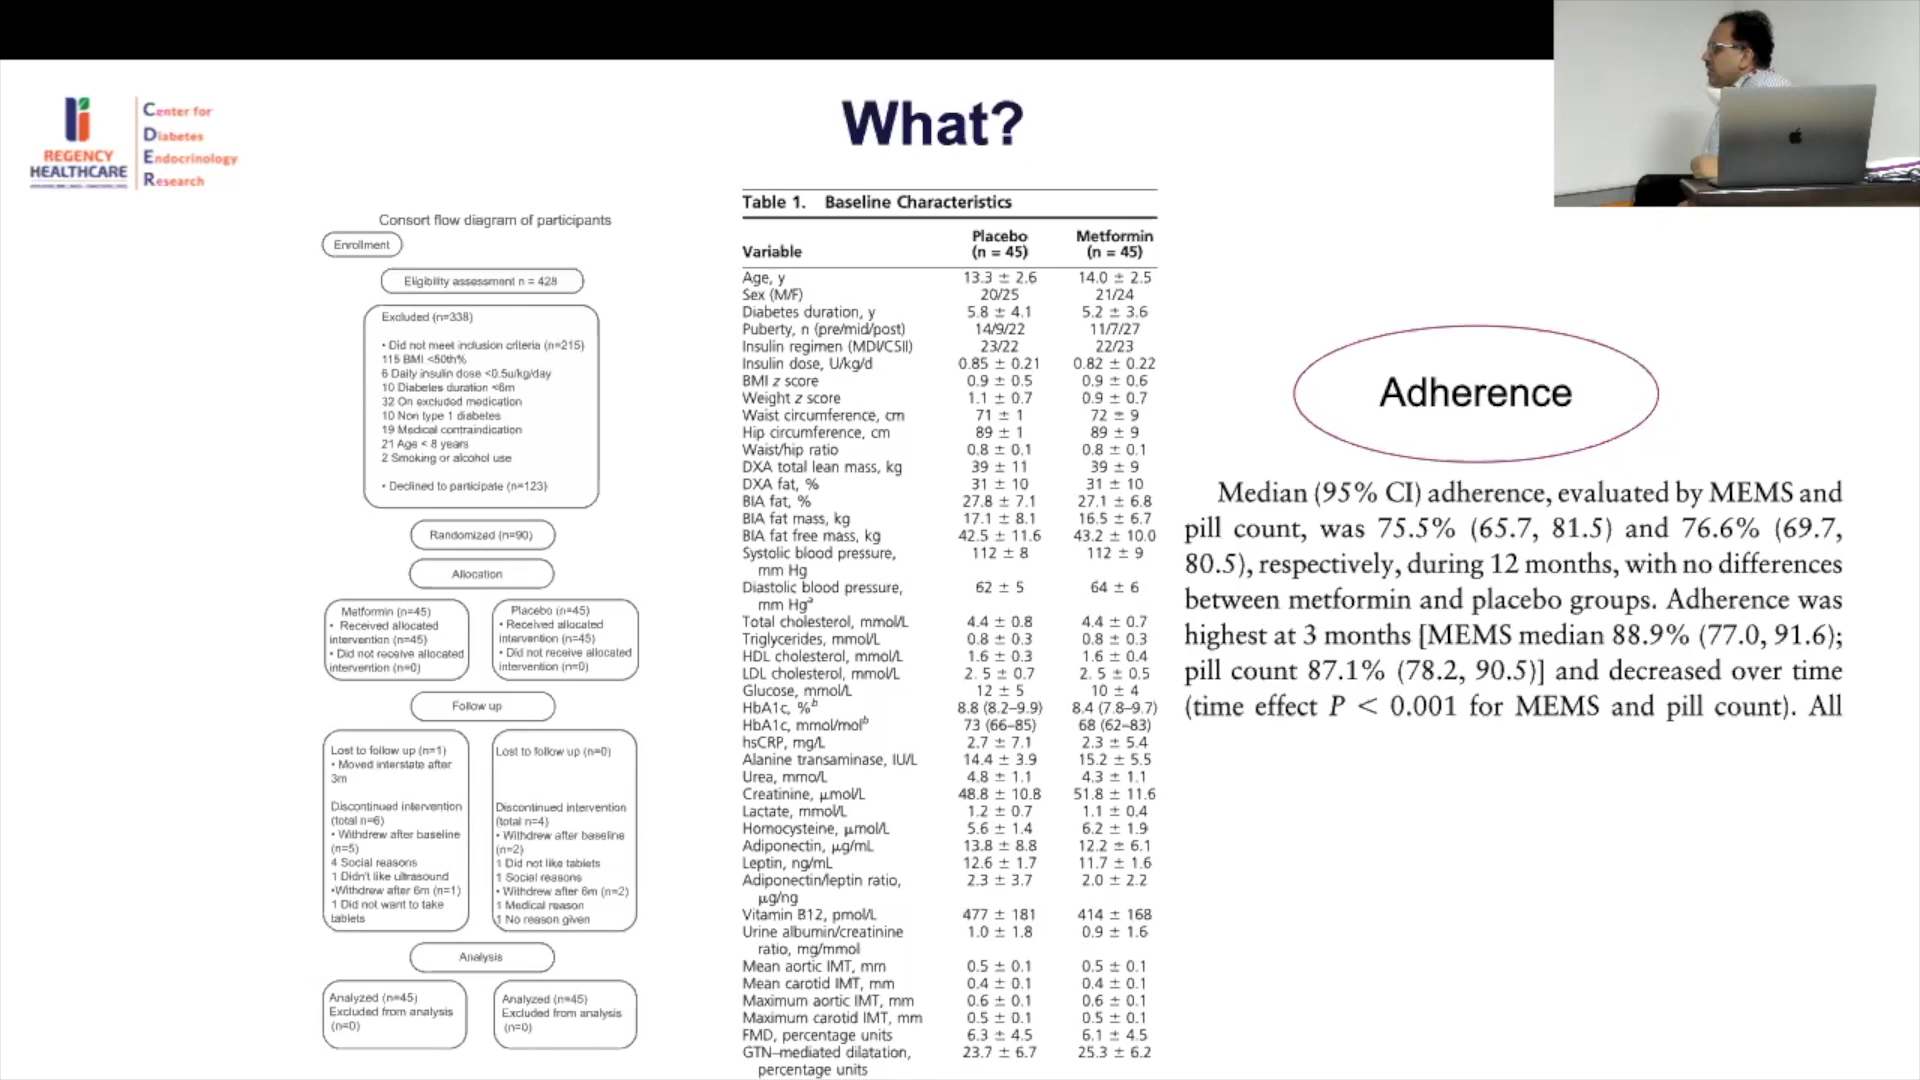 REGENCY
HEALTHCARE
Center for
Diabetes
Endocrinology
Research
What?
Consort flow diagram of participants
Enrollment
Eligibility assessment n = 428
Excluded (n=338)
• Did not meet inclusion criteria (n=215)
115 BMI <50th%
6 Daily insulin dose <0.5u/kg/day
10 Diabetes duration <6m
32 On excluded medication
10 Non type 1 diabetes
19 Medical contraindication
21 Age < 8 years
2 Smoking or alcohol use
• Declined to participate (n=123)
Randomized (n=90)
Allocation
Metformin (n=45)
• Received allocated
intervention (n=45)
• Did not receive allocated
intervention (n=0)
Placebo (n=45)
• Received allocated
intervention (n=45)
• Did not receive allocated
intervention (n=0)
Follow up
Lost to follow up (n=1)
• Moved interstate after
3m
Discontinued intervention
(total n=6)
• Withdrew after baseline
(n=5)
4 Social reasons
1 Didn't like ultrasound
•Withdrew after 6m (n=1)
1 Did not want to take
tablets
Lost to follow up (n=0)
Discontinued intervention
(total n=4)
• Withdrew after baseline
(n=2)
1 Did not like tablets
1 Social reasons
• Withdrew after 6m (n=2)
1 Medical reason
1 No reason given
Analysis
Analyzed (n=45)
Excluded from analysis
(n=0)
Analyzed (n=45)
Excluded from analysis
(n=0)
Table 1. Baseline Characteristics
Placebo Metformin
Variable (n = 45) (n = 45)
Age, y 13.3 ± 2.6 14.0 ± 2.5
Sex (M/F) 20/25 21/24
Diabetes duration, y 5.8 ± 4.1 5.2 ± 3.6
Puberty, n (pre/mid/post) 14/9/22 11/7/27
Insulin regimen (MDI/CSII) 23/22 22/23
Insulin dose, U/kg/d 0.85 ± 0.21 0.82 ± 0.22
BMI z score 0.9 ± 0.5 0.9 ± 0.6
Weight z score 1.1 ± 0.7 0.9 ± 0.7
Waist circumference, cm 71 ± 1 72 ± 9
Hip circumference, cm 89 ± 1 89 ± 9
Waist/hip ratio 0.8 ± 0.1 0.8 ± 0.1
DXA total lean mass, kg 39 ± 11 39 ± 9
DXA fat, % 31 ± 10 31 ± 10
BIA fat, % 27.8 ± 7.1 27.1 ± 6.8
BIA fat mass, kg 17.1 ± 8.1 16.5 ± 6.7
BIA fat free mass, kg 42.5 ± 11.6 43.2 ± 10.0
Systolic blood pressure, 112 ± 8 112 ± 9
mm Hg
Diastolic blood pressure, 62 ± 5 64 ± 6
mm Hgᵃ
Total cholesterol, mmol/L 4.4 ± 0.8 4.4 ± 0.7
Triglycerides, mmol/L 0.8 ± 0.3 0.8 ± 0.3
HDL cholesterol, mmol/L 1.6 ± 0.3 1.6 ± 0.4
LDL cholesterol, mmol/L 2. 5 ± 0.7 2. 5 ± 0.5
Glucose, mmol/L 12 ± 5 10 ± 4
HbA1c, %ᵇ 8.8 (8.2–9.9) 8.4 (7.8–9.7)
HbA1c, mmol/molᵇ 73 (66–85) 68 (62–83)
hsCRP, mg/L 2.7 ± 7.1 2.3 ± 5.4
Alanine transaminase, IU/L 14.4 ± 3.9 15.2 ± 5.5
Urea, mmo/L 4.8 ± 1.1 4.3 ± 1.1
Creatinine, μmol/L 48.8 ± 10.8 51.8 ± 11.6
Lactate, mmol/L 1.2 ± 0.7 1.1 ± 0.4
Homocysteine, μmol/L 5.6 ± 1.4 6.2 ± 1.9
Adiponectin, μg/mL 13.8 ± 8.8 12.2 ± 6.1
Leptin, ng/mL 12.6 ± 1.7 11.7 ± 1.6
Adiponectin/leptin ratio, 2.3 ± 3.7 2.0 ± 2.2
μg/ng
Vitamin B12, pmol/L 477 ± 181 414 ± 168
Urine albumin/creatinine 1.0 ± 1.8 0.9 ± 1.6
ratio, mg/mmol
Mean aortic IMT, mm 0.5 ± 0.1 0.5 ± 0.1
Mean carotid IMT, mm 0.4 ± 0.1 0.4 ± 0.1
Maximum aortic IMT, mm 0.6 ± 0.1 0.6 ± 0.1
Maximum carotid IMT, mm 0.5 ± 0.1 0.5 ± 0.1
FMD, percentage units 6.3 ± 4.5 6.1 ± 4.5
GTN–mediated dilatation, 23.7 ± 6.7 25.3 ± 6.2
percentage units
Adherence
Median (95% CI) adherence, evaluated by MEMS and
pill count, was 75.5% (65.7, 81.5) and 76.6% (69.7,
80.5), respectively, during 12 months, with no differences
between metformin and placebo groups. Adherence was
highest at 3 months [MEMS median 88.9% (77.0, 91.6);
pill count 87.1% (78.2, 90.5)] and decreased over time
(time effect P < 0.001 for MEMS and pill count). All